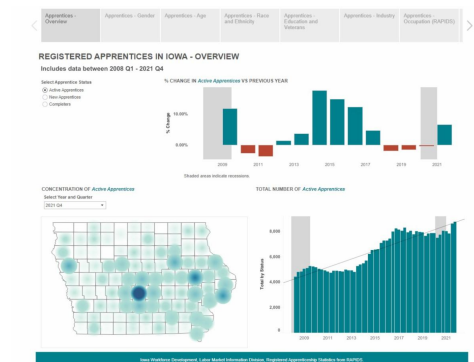 Apprentices - Overview
Apprentices - Gender
Apprentices - Age
Apprentices - Race and Ethnicity
Apprentices - Education and Veterans
Apprentices - Industry
Apprentices - Occupation (RAPIDS)
REGISTERED APPRENTICES IN IOWA - OVERVIEW
Includes data between 2008 Q1 - 2021 Q4
Select Apprentice Status
Active Apprentices
New Apprentices
Completers
% CHANGE IN Active Apprentices VS PREVIOUS YEAR
% Change
10.00%
0.00%
2009 2011 2013 2015 2017 2019 2021
Shaded areas indicate recessions
CONCENTRATION OF Active Apprentices
Select Year and Quarter
2021 Q4
TOTAL NUMBER OF Active Apprentices
Total by Status
8,000
6,000
4,000
2,000
0
2009 2011 2013 2015 2017 2019 2021
Iowa Workforce Development, Labor Market Information Division, Registered Apprenticeship Statistics from RAPIDS